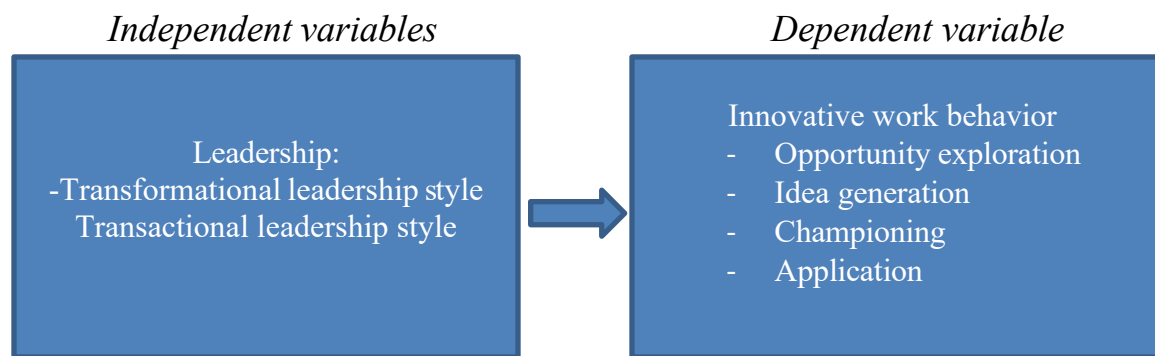 Independent variables
Dependent variable
Leadership:
-Transformational leadership style
Transactional leadership style
Innovative work behavior
- Opportunity exploration
- Idea generation
- Championing
- Application